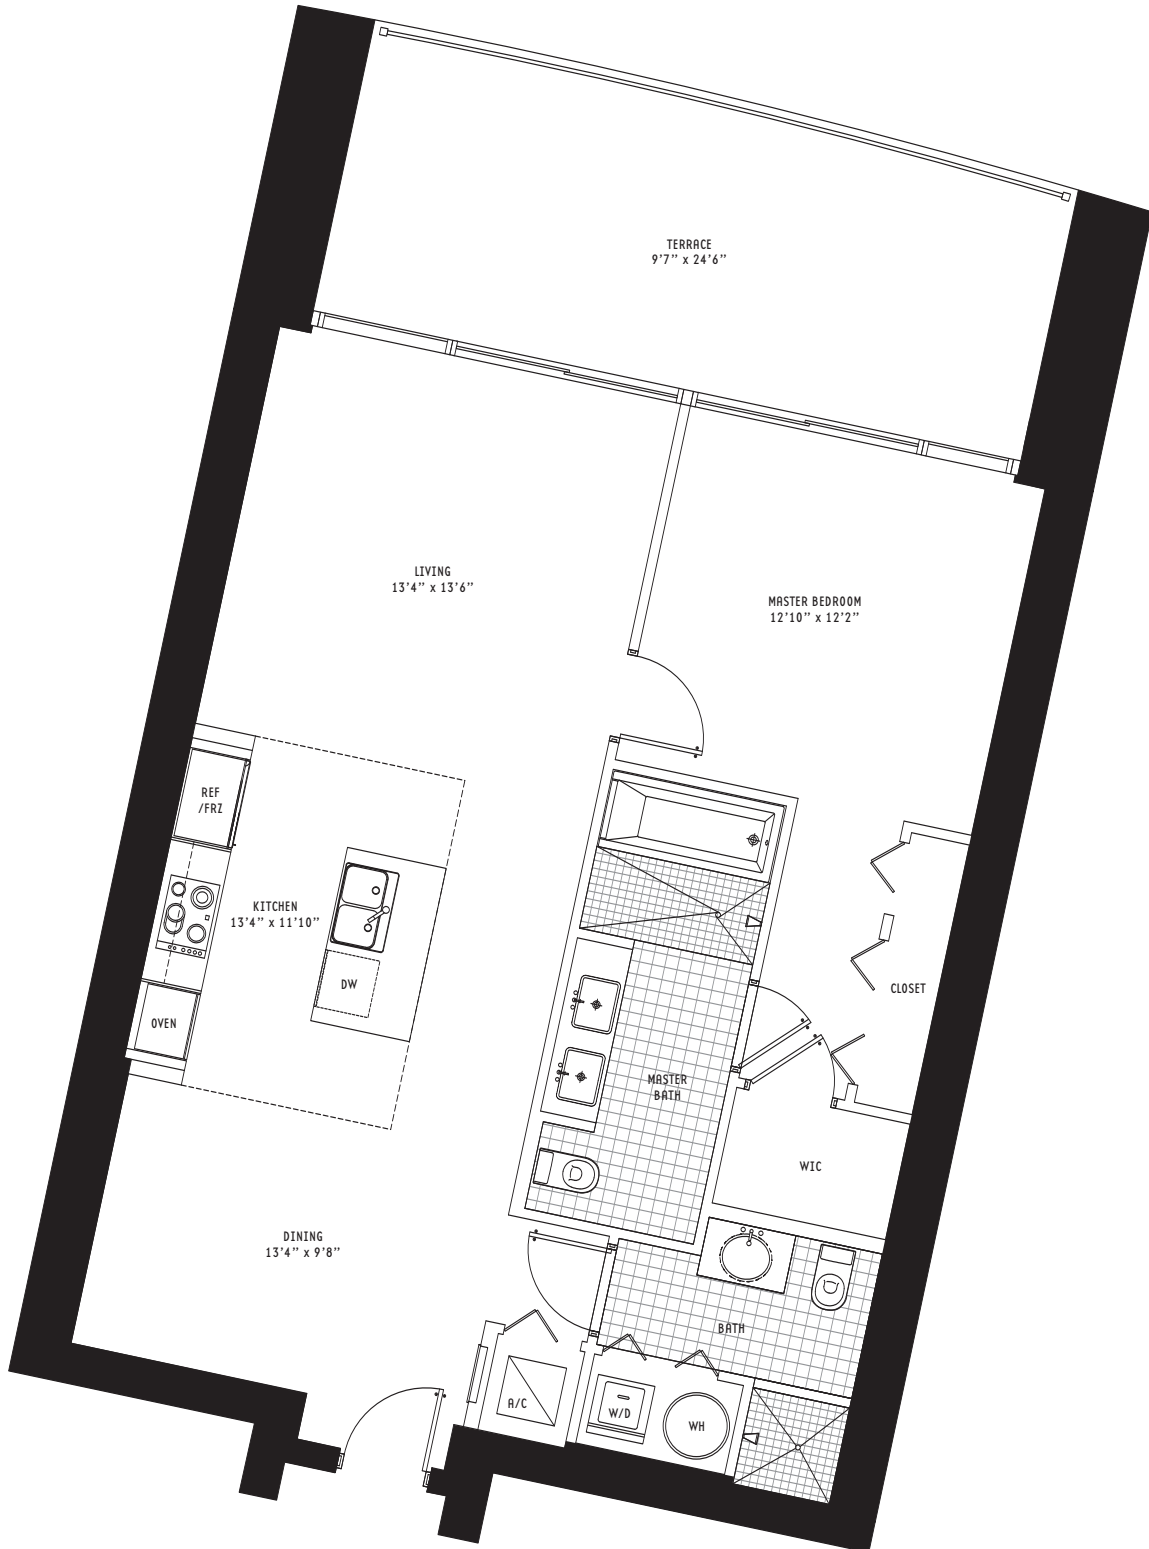 TERRACE
9’7” x 24’6”
LIVING
13’4” x 13’6”
MASTER BEDROOM
12’10” x 12’2”
REF
/FRZ
KITCHEN
13’4” x 11’10”
DW
OVEN
CLOSET
MASTER
BATH
WIC
DINING
13’4” x 9’8”
BATH
A/C
W/D
WH